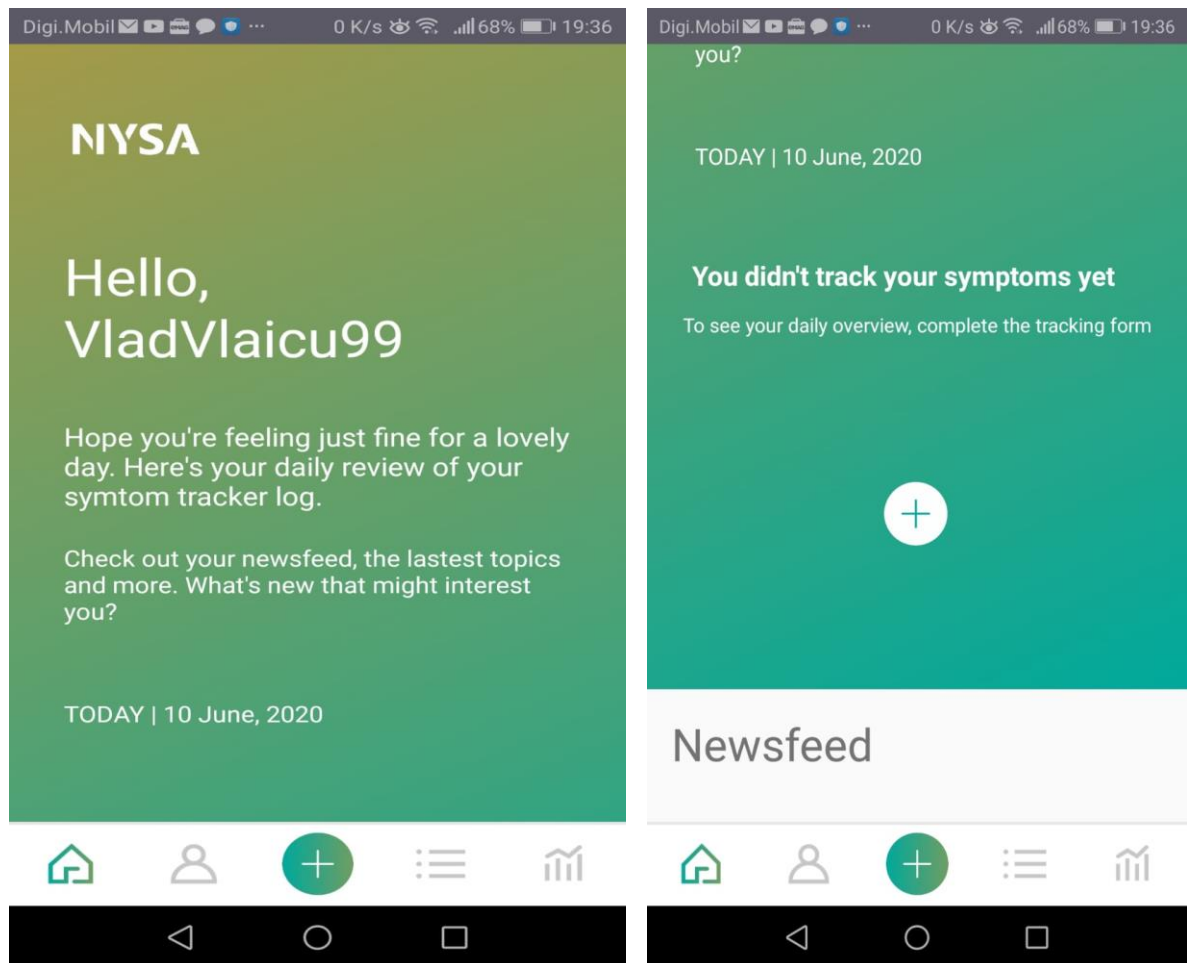 Digi.Mobil ... 0 K/s 68% 19:36
NYSA
Hello,
VladVlaicu99
Hope you're feeling just fine for a lovely
day. Here's your daily review of your
symtom tracker log.
Check out your newsfeed, the lastest topics
and more. What's new that might interest
you?
TODAY | 10 June, 2020
Digi.Mobil ... 0 K/s 68% 19:36
you?
TODAY | 10 June, 2020
You didn't track your symptoms yet
To see your daily overview, complete the tracking form
Newsfeed